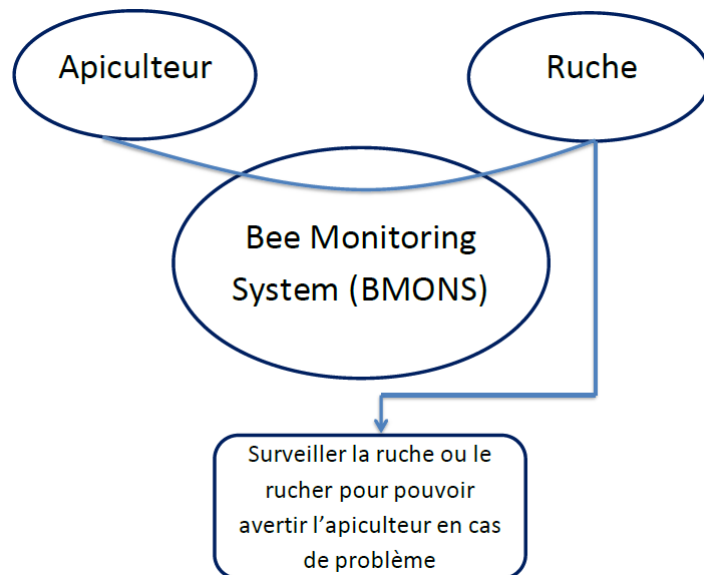 Apiculteur
Ruche
Bee Monitoring
System (BMONS)
Surveiller la ruche ou le
rucher pour pouvoir
avertir l’apiculteur en cas
de problème